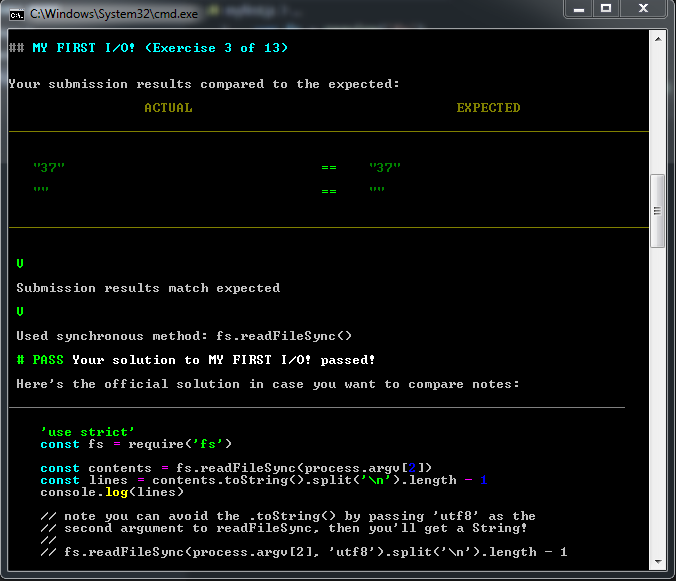 C:\Windows\System32\cmd.exe
## MY FIRST I/O! (Exercise 3 of 13)
Your submission results compared to the expected:
ACTUAL EXPECTED
"37" == "37"
"" == ""
V
Submission results match expected
V
Used synchronous method: fs.readFileSync()
# PASS Your solution to MY FIRST I/O! passed!
Here's the official solution in case you want to compare notes:
'use strict'
const fs = require('fs')
const contents = fs.readFileSync(process.argv[2])
const lines = contents.toString().split('\n').length - 1
console.log(lines)
// note you can avoid the .toString() by passing 'utf8' as the
// second argument to readFileSync, then you'll get a String!
//
// fs.readFileSync(process.argv[2], 'utf8').split('\n').length - 1